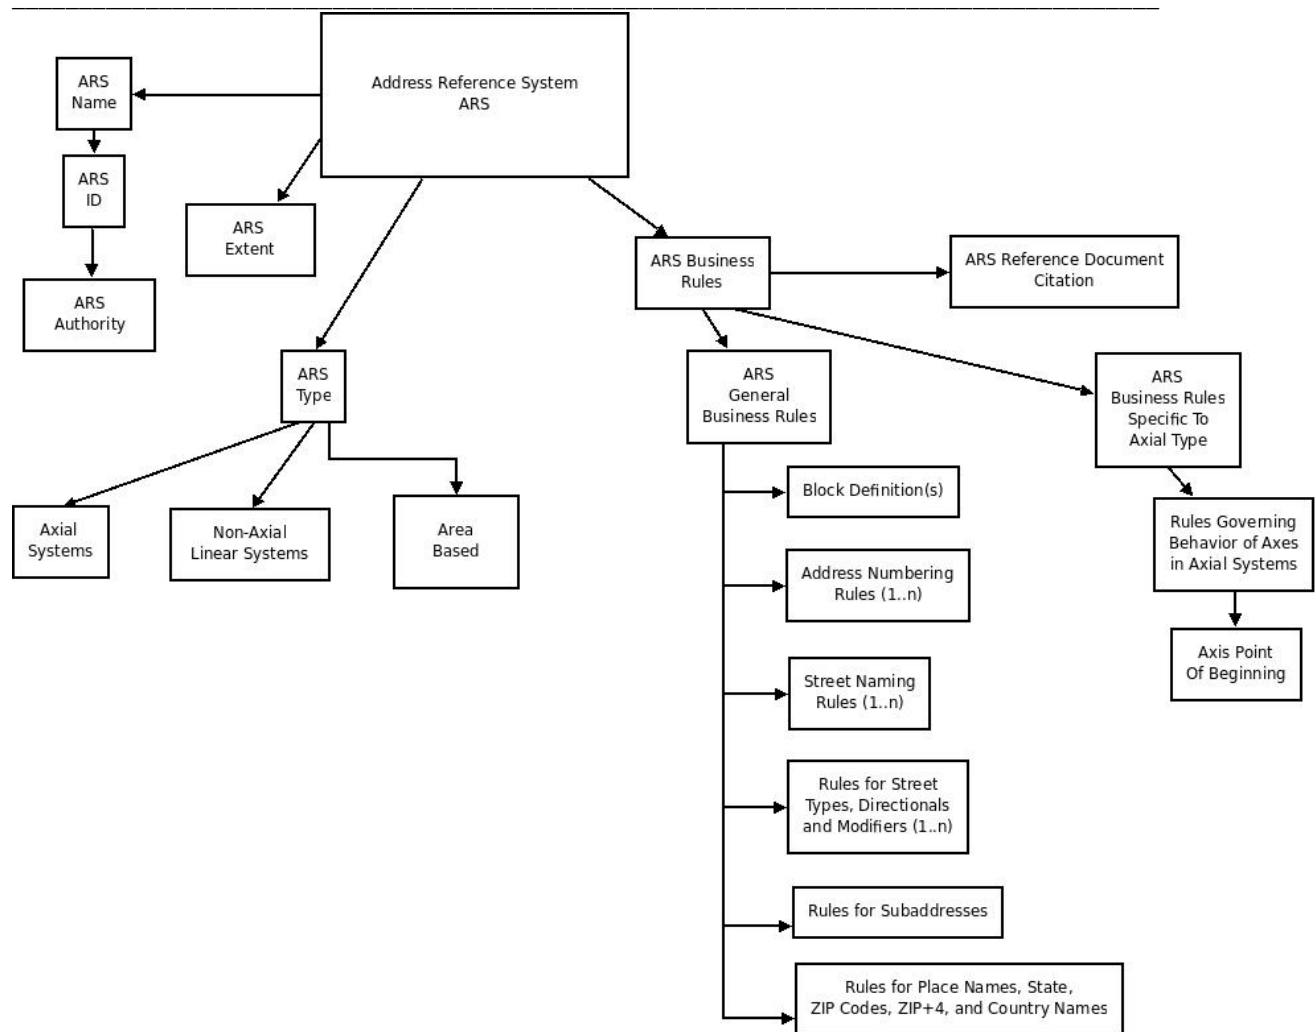 Address Reference System
ARS
ARS
Name
ARS
ID
ARS
Authority
ARS
Extent
ARS Business
Rules
ARS Reference Document
Citation
ARS
Type
Axial
Systems
Non-Axial
Linear Systems
Area
Based
ARS
General
Business Rules
ARS
Business Rules
Specific To
Axial Type
Block Definition(s)
Address Numbering
Rules (1..n)
Street Naming
Rules (1..n)
Rules for Street
Types, Directionals
and Modifiers (1..n)
Rules for Subaddresses
Rules for Place Names, State,
ZIP Codes, ZIP+4, and Country Names
Rules Governing
Behavior of Axes
in Axial Systems
Axis Point
Of Beginning